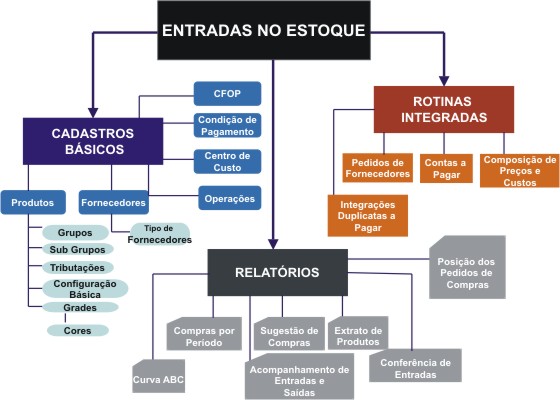 ENTRADAS NO ESTOQUE
CADASTROS
BÁSICOS
CFOP
Condição de
Pagamento
Centro de
Custo
Operações
Produtos
Fornecedores
Grupos
Sub Grupos
Tributações
Configuração
Básica
Grades
Cores
Tipo de
Fornecedores
ROTINAS
INTEGRADAS
Pedidos de
Fornecedores
Contas a
Pagar
Composição de
Preços e
Custos
Integrações
Duplicatas a
Pagar
RELATÓRIOS
Posição dos
Pedidos de
Compras
Compras por
Período
Sugestão de
Compras
Extrato de
Produtos
Curva ABC
Acompanhamento de
Entradas e
Saídas
Conferência de
Entradas